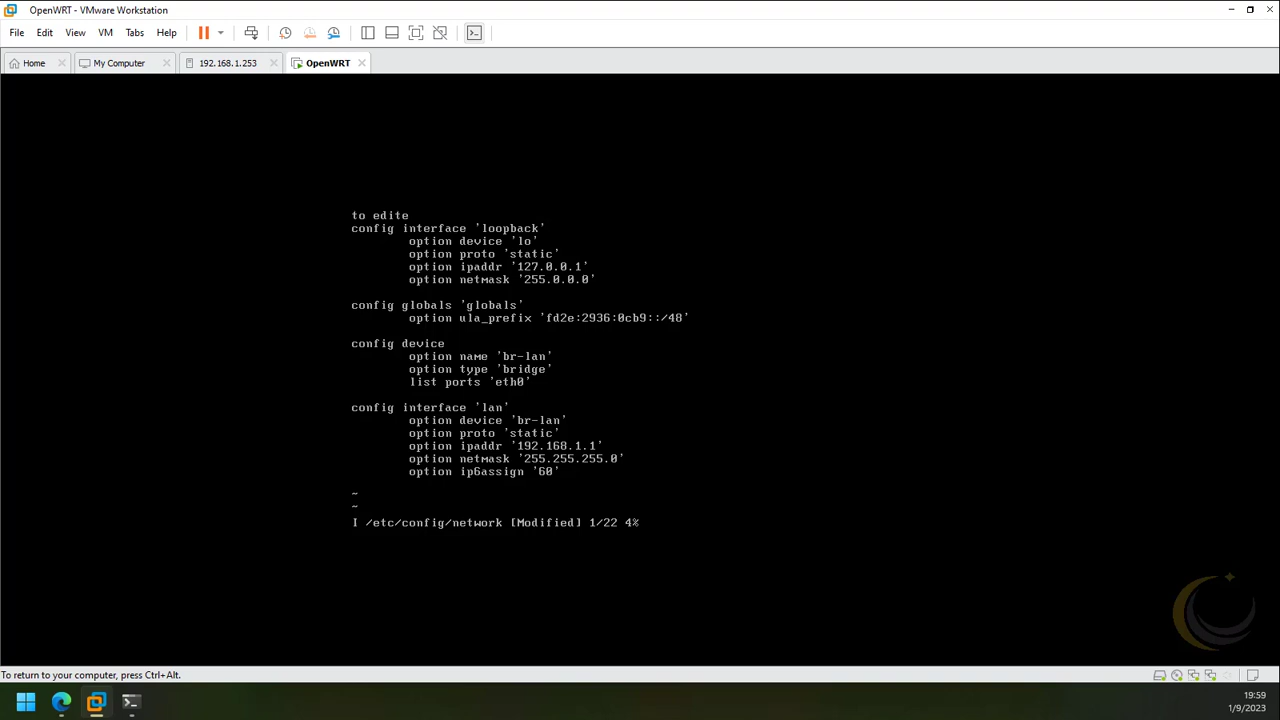 OpenWRT - VMware Workstation
File Edit View VM Tabs Help
Home My Computer 192.168.1.253 OpenWRT
to edite
config interface 'loopback'
option device 'lo'
option proto 'static'
option ipaddr '127.0.0.1'
option netmask '255.0.0.0'
config globals 'globals'
option ula_prefix 'fd2e:2936:0cb9::/48'
config device
option name 'br-lan'
option type 'bridge'
list ports 'eth0'
config interface 'lan'
option device 'br-lan'
option proto 'static'
option ipaddr '192.168.1.1'
option netmask '255.255.255.0'
option ip6assign '60'
~
~
I /etc/config/network [Modified] 1/22 4%
To return to your computer, press Ctrl+Alt.
19:59
1/9/2023